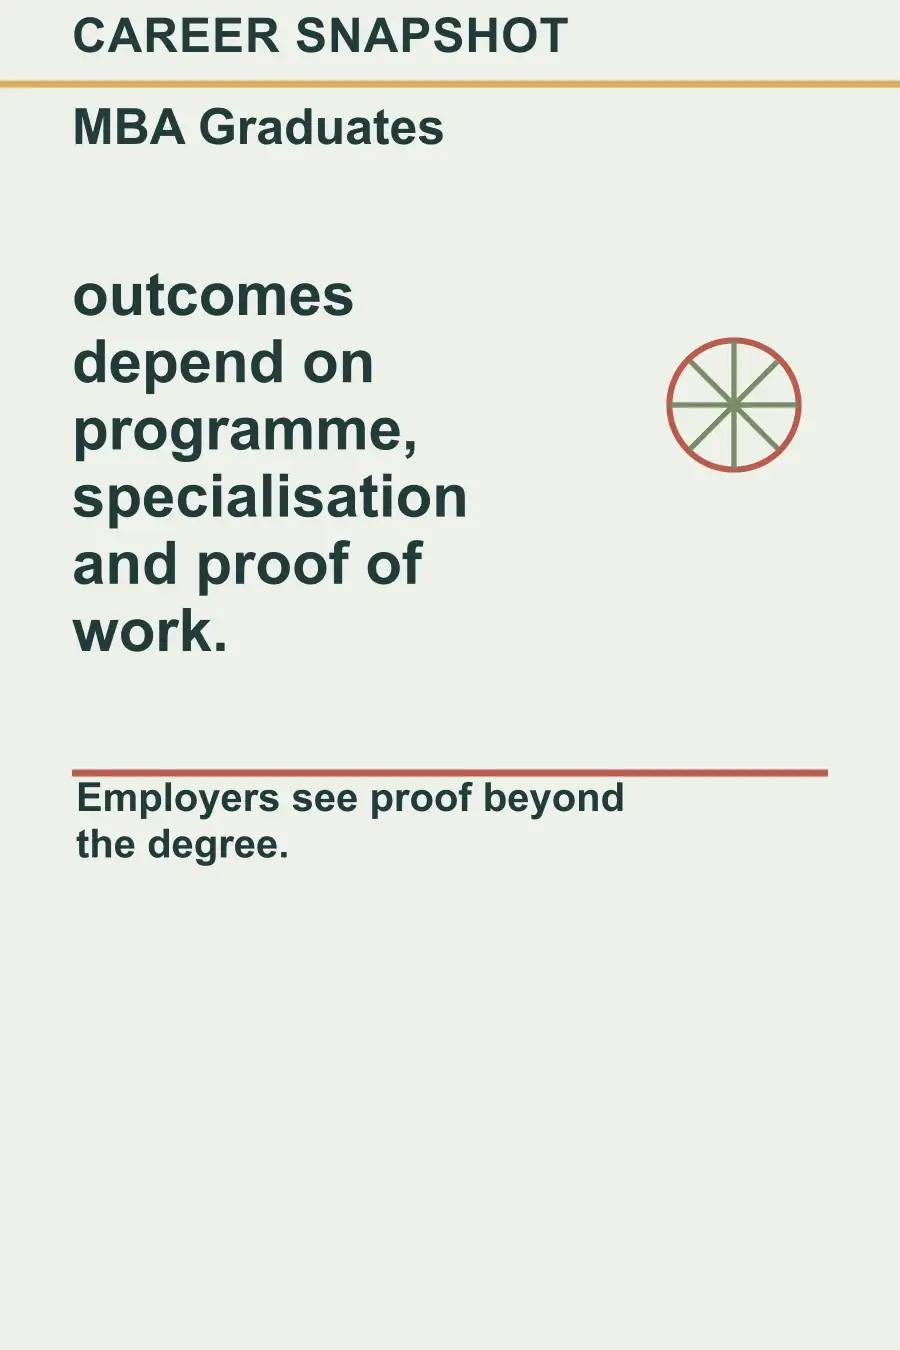 CAREER SNAPSHOT
MBA Graduates
outcomes
depend on
programme,
specialisation
and proof of
work.
Employers see proof beyond
the degree.